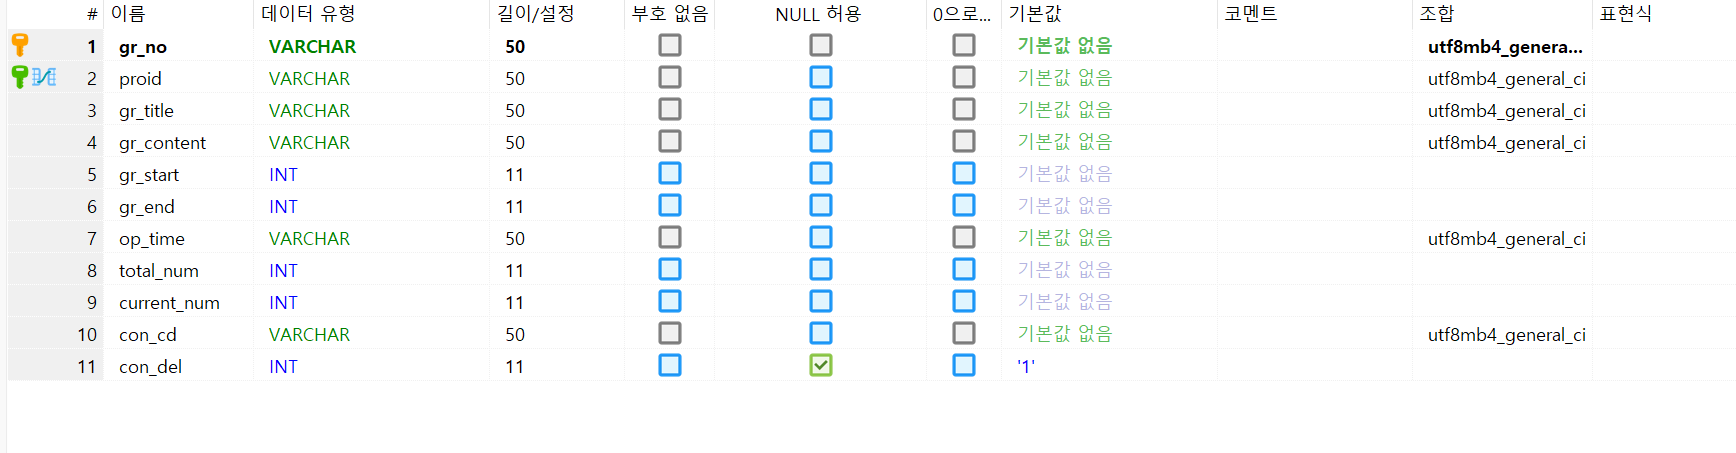 # 이름 데이터 유형 길이/설정 부호 없음 NULL 허용 0으로... 기본값 코멘트 조합 표현식
1 gr_no VARCHAR 50 기본값 없음 utf8mb4_genera...
2 proid VARCHAR 50 기본값 없음 utf8mb4_general_ci
3 gr_title VARCHAR 50 기본값 없음 utf8mb4_general_ci
4 gr_content VARCHAR 50 기본값 없음 utf8mb4_general_ci
5 gr_start INT 11 기본값 없음
6 gr_end INT 11 기본값 없음
7 op_time VARCHAR 50 기본값 없음 utf8mb4_general_ci
8 total_num INT 11 기본값 없음
9 current_num INT 11 기본값 없음
10 con_cd VARCHAR 50 기본값 없음 utf8mb4_general_ci
11 con_del INT 11 '1'